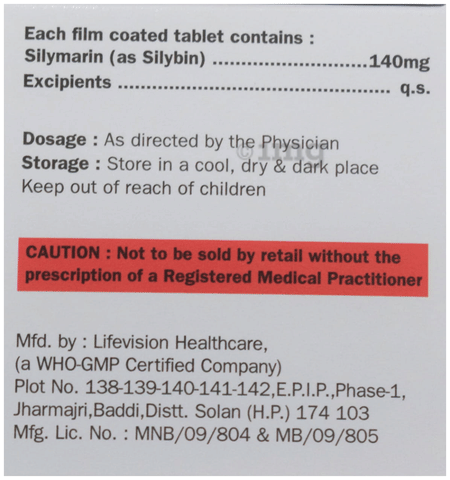 Each film coated tablet contains :
Silymarin (as Silybin) ..........................140mg
Excipients .............................................. q.s.
Dosage : As directed by the Physician
Storage : Store in a cool, dry & dark place
Keep out of reach of children
CAUTION : Not to be sold by retail without the
prescription of a Registered Medical Practitioner
Mfd. by : Lifevision Healthcare,
(a WHO-GMP Certified Company)
Plot No. 138-139-140-141-142,E.P.I.P.,Phase-1,
Jharmajri,Baddi,Distt. Solan (H.P.) 174 103
Mfg. Lic. No. : MNB/09/804 & MB/09/805